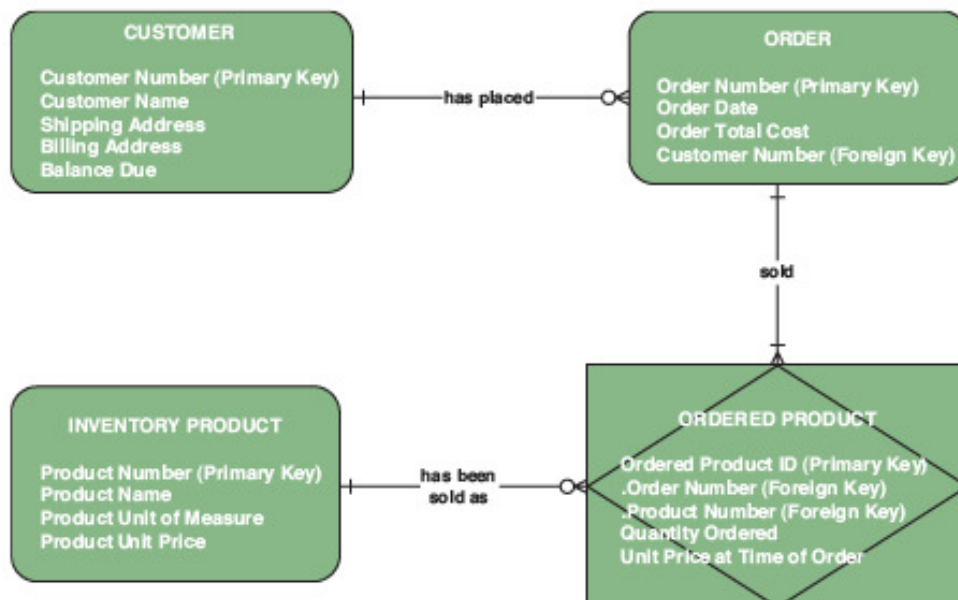 CUSTOMER
Customer Number (Primary Key)
Customer Name
Shipping Address
Billing Address
Balance Due
has placed
ORDER
Order Number (Primary Key)
Order Date
Order Total Cost
Customer Number (Foreign Key)
sold
INVENTORY PRODUCT
Product Number (Primary Key)
Product Name
Product Unit of Measure
Product Unit Price
has been
sold as
ORDERED PRODUCT
Ordered Product ID (Primary Key)
.Order Number (Foreign Key)
.Product Number (Foreign Key)
Quantity Ordered
Unit Price at Time of Order